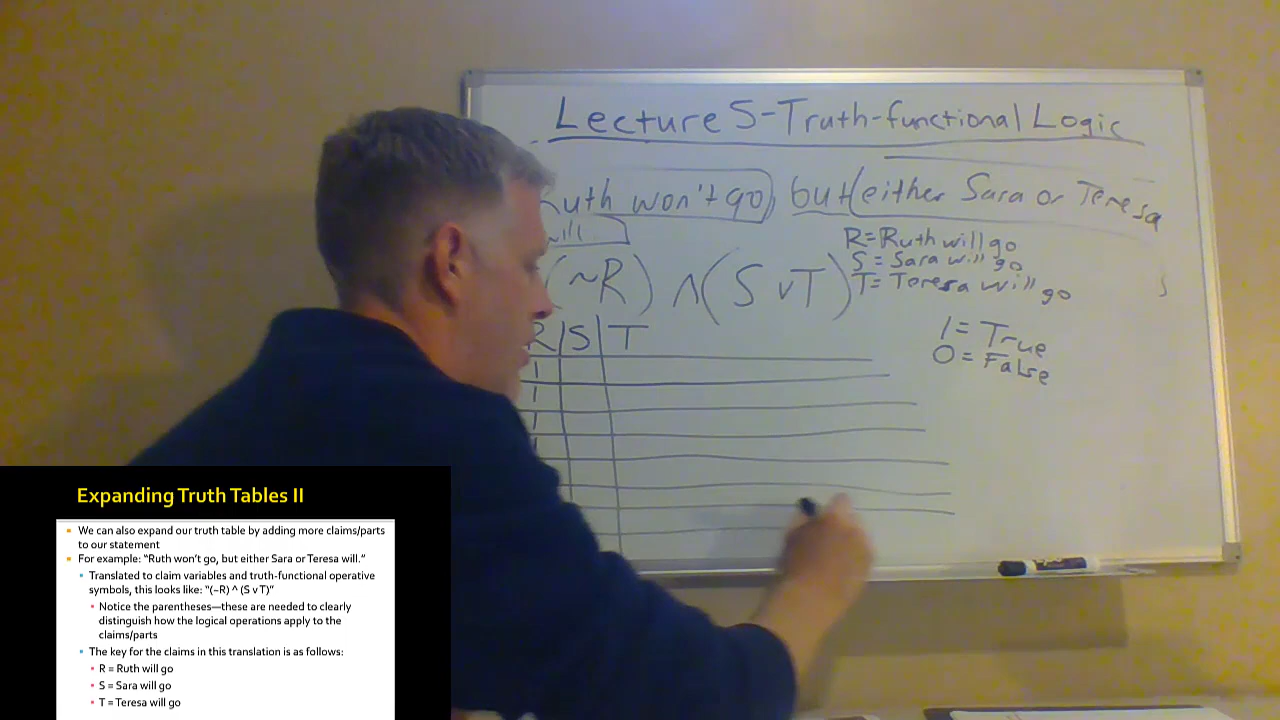 Lecture 5-Truth-functional Logic
Ruth won't go, but (either Sara or Teresa
will.
(~R) ∧ (S v T)
R=Ruth will go
S = Sara will go
T= Teresa will go
1 = True
0 = False
R S T
1
1
1
Expanding Truth Tables II
We can also expand our truth table by adding more claims/parts
to our statement
For example: “Ruth won’t go, but either Sara or Teresa will.”
Translated to claim variables and truth-functional operative
symbols, this looks like: “(~R) ^ (S v T)”
Notice the parentheses—these are needed to clearly
distinguish how the logical operations apply to the
claims/parts
The key for the claims in this translation is as follows:
R = Ruth will go
S = Sara will go
T = Teresa will go